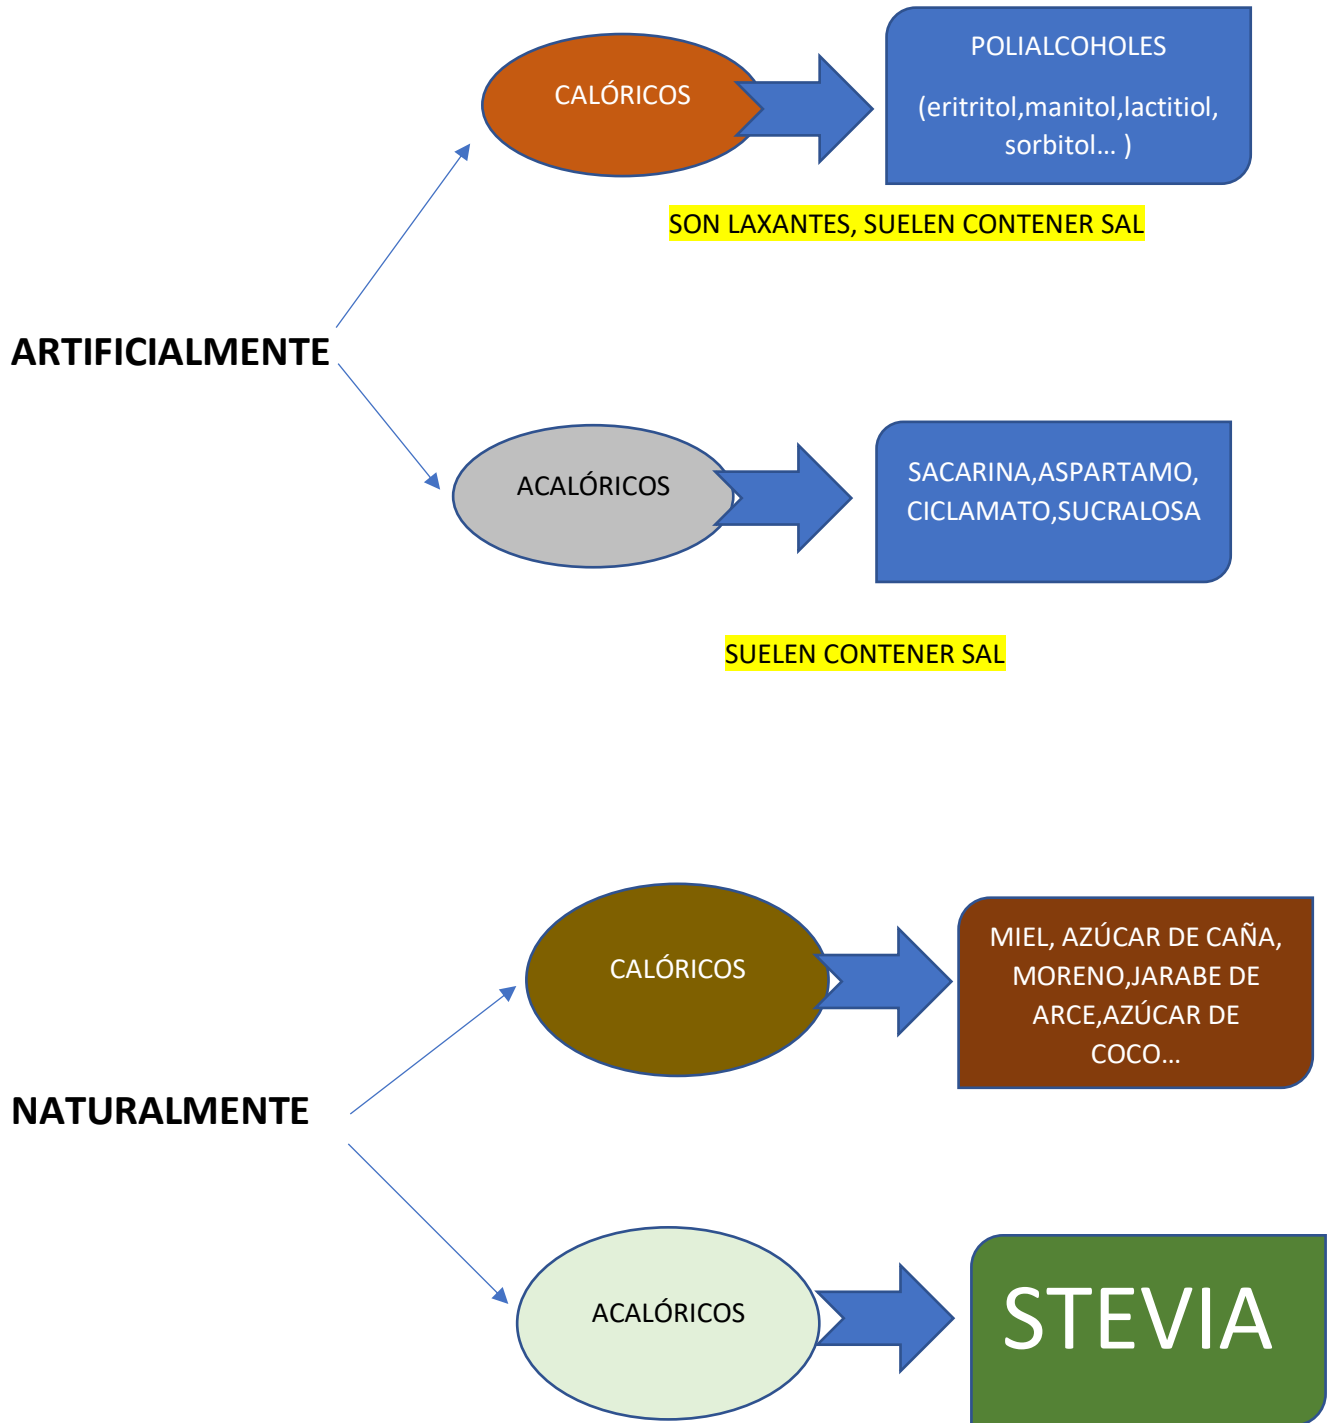 CALÓRICOS
POLIALCOHOLES
(eritritol,manitol,lactitiol,
sorbitol... )
SON LAXANTES, SUELEN CONTENER SAL
ARTIFICIALMENTE
ACALÓRICOS
SACARINA,ASPARTAMO,
CICLAMATO,SUCRALOSA
SUELEN CONTENER SAL
CALÓRICOS
MIEL, AZÚCAR DE CAÑA,
MORENO,JARABE DE
ARCE,AZÚCAR DE
COCO...
NATURALMENTE
ACALÓRICOS
STEVIA